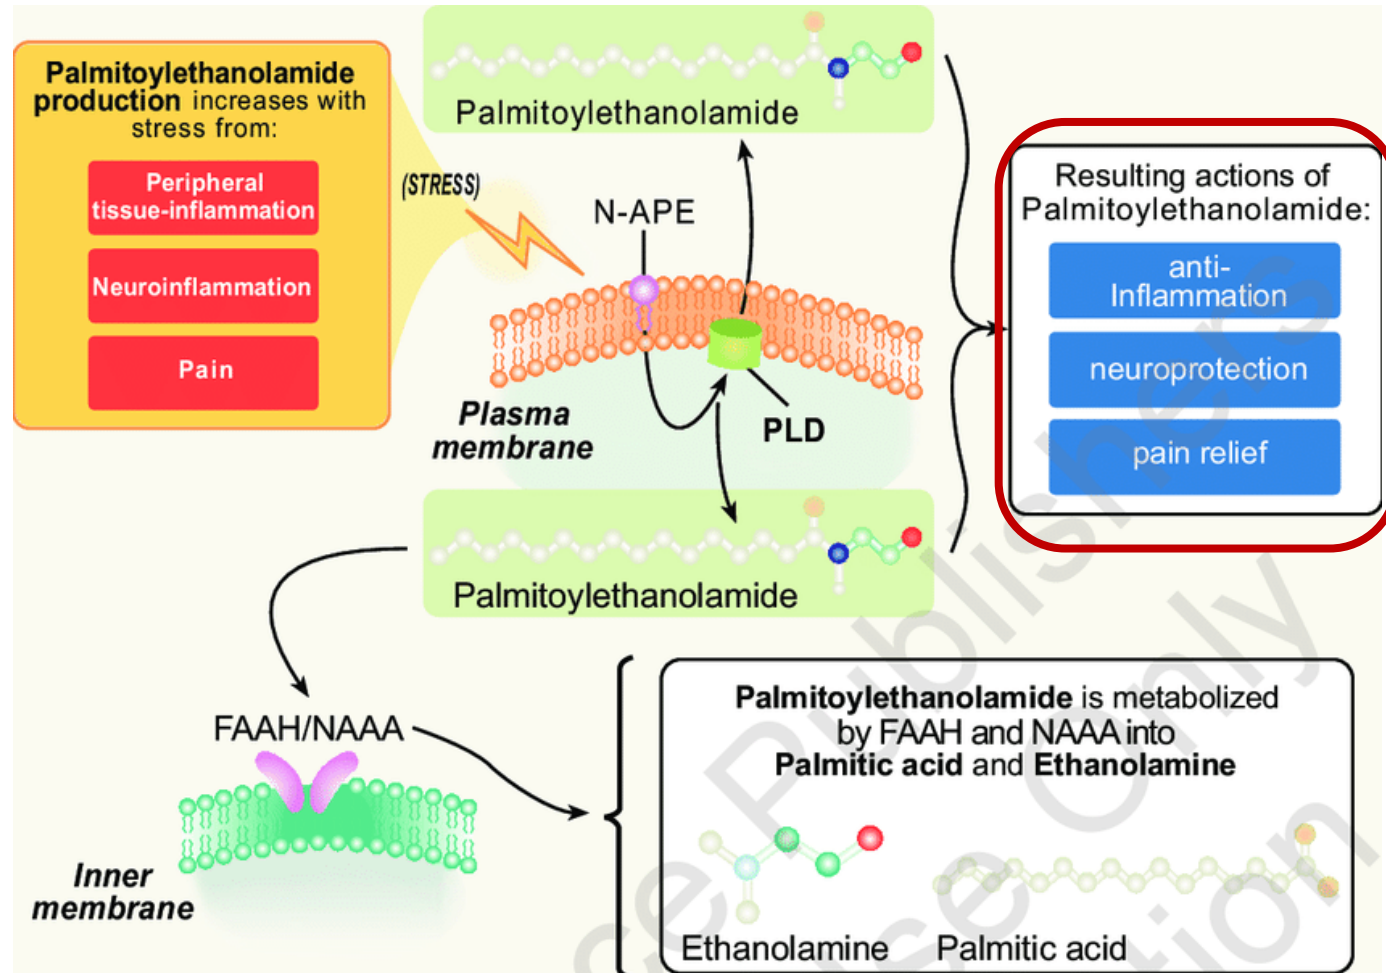 Palmitoylethanolamide
production increases with
stress from:
Peripheral
tissue-inflammation
Neuroinflammation
Pain
(STRESS)
Palmitoylethanolamide
N-APE
Plasma
membrane
PLD
Palmitoylethanolamide
Resulting actions of
Palmitoylethanolamide:
anti-
Inflammation
neuroprotection
pain relief
FAAH/NAAA
Inner
membrane
Palmitoylethanolamide is metabolized
by FAAH and NAAA into
Palmitic acid and Ethanolamine
Ethanolamine
Palmitic acid
Publishers
Only